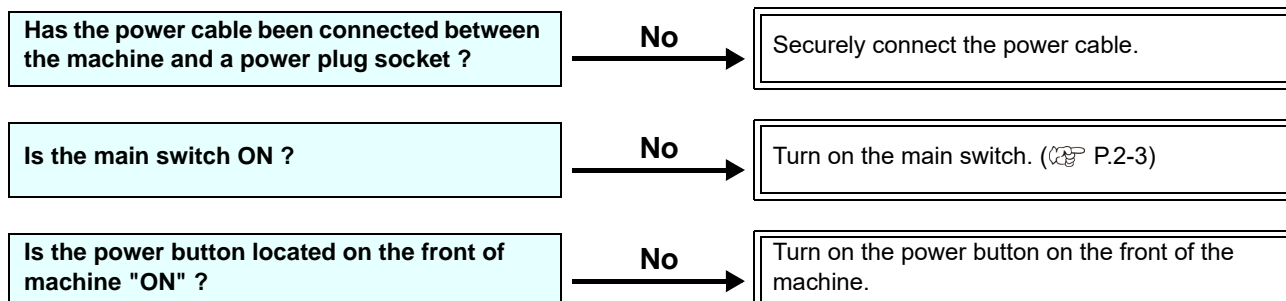 Has the power cable been connected between
the machine and a power plug socket ?
No
Securely connect the power cable.
Is the main switch ON ?
No
Turn on the main switch. (☞ P.2-3)
Is the power button located on the front of
machine "ON" ?
No
Turn on the power button on the front of the
machine.